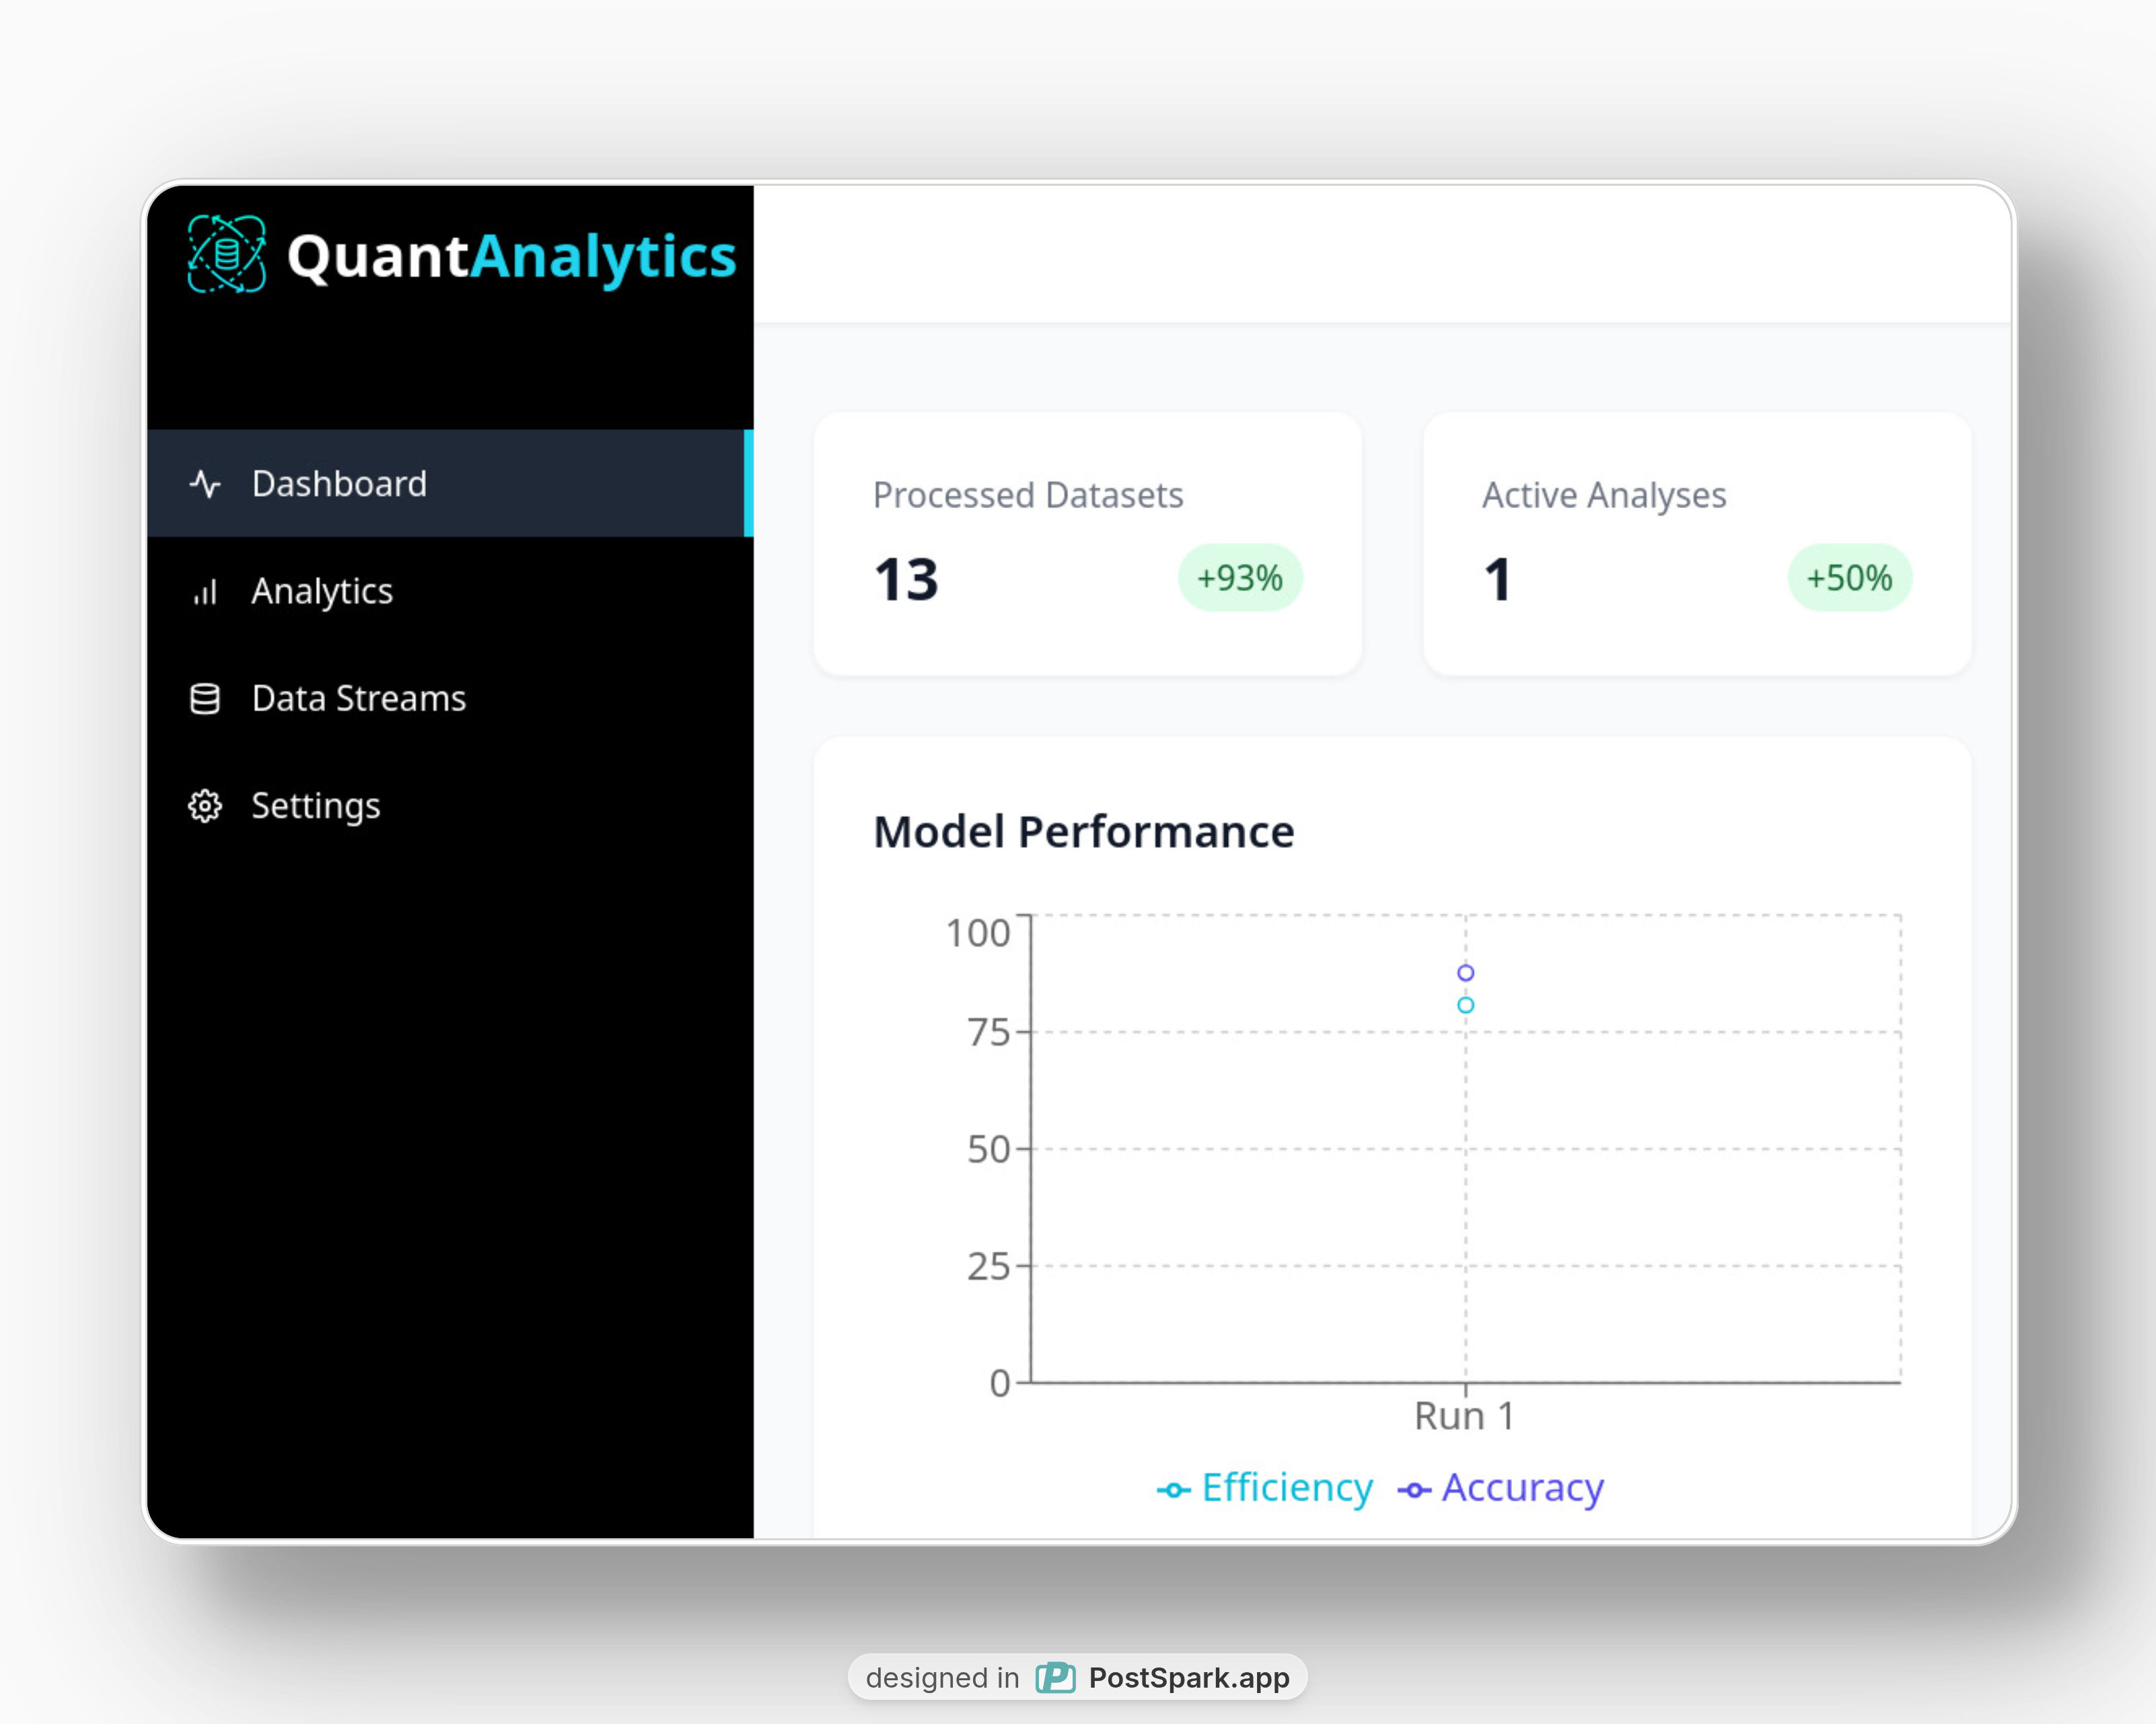 QuantAnalytics
Dashboard
Analytics
Data Streams
Settings
Processed Datasets
13
+93%
Active Analyses
1
+50%
Model Performance
100
75
50
25
0
Run 1
Efficiency
Accuracy
designed in PostSpark.app